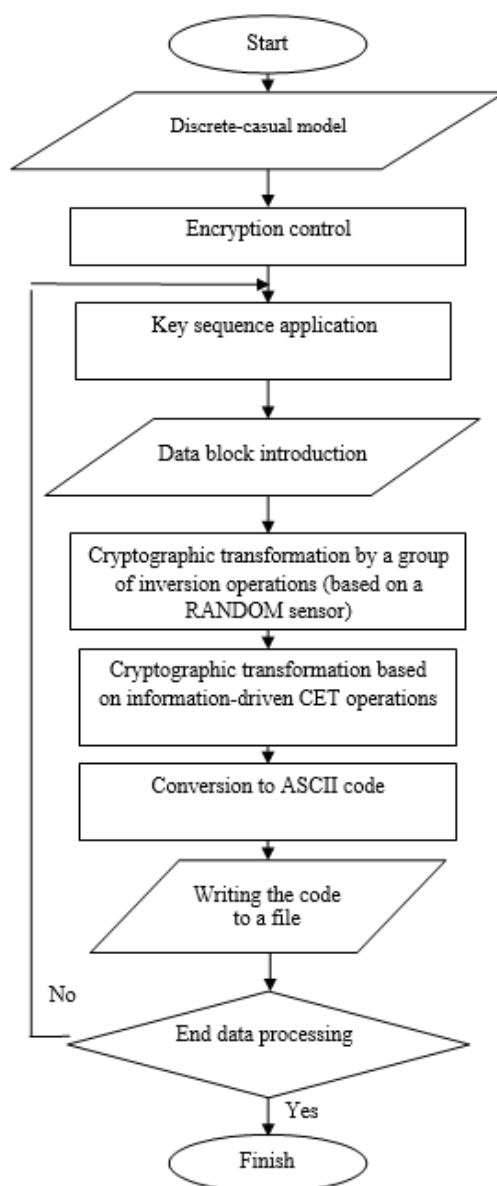 Start
Discrete-casual model
Encryption control
Key sequence application
Data block introduction
Cryptographic transformation by a group
of inversion operations (based on a
RANDOM sensor)
Cryptographic transformation based
on information-driven CET operations
Conversion to ASCII code
Writing the code
to a file
No
End data processing
Yes
Finish